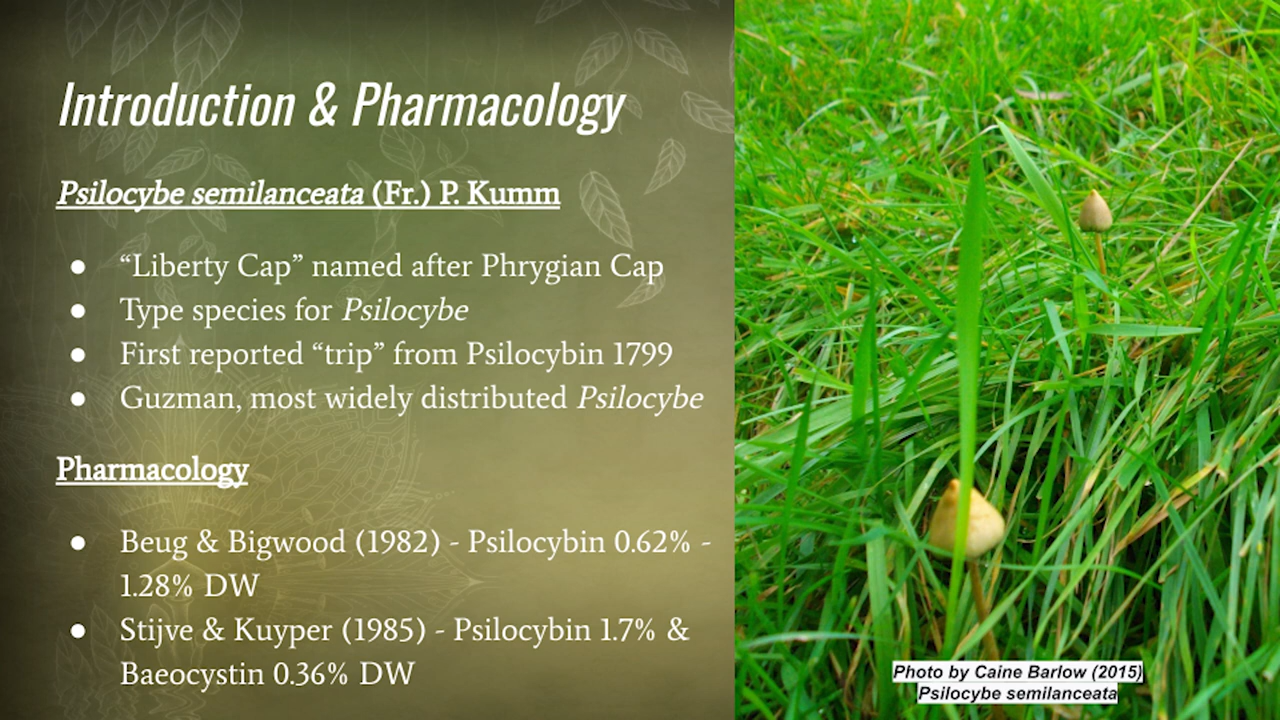 Introduction & Pharmacology
Psilocybe semilanceata (Fr.) P. Kumm
● “Liberty Cap” named after Phrygian Cap
● Type species for Psilocybe
● First reported “trip” from Psilocybin 1799
● Guzman, most widely distributed Psilocybe
Pharmacology
● Beug & Bigwood (1982) - Psilocybin 0.62% -
1.28% DW
● Stijve & Kuyper (1985) - Psilocybin 1.7% &
Baeocystin 0.36% DW
Photo by Caine Barlow (2015)
Psilocybe semilanceata